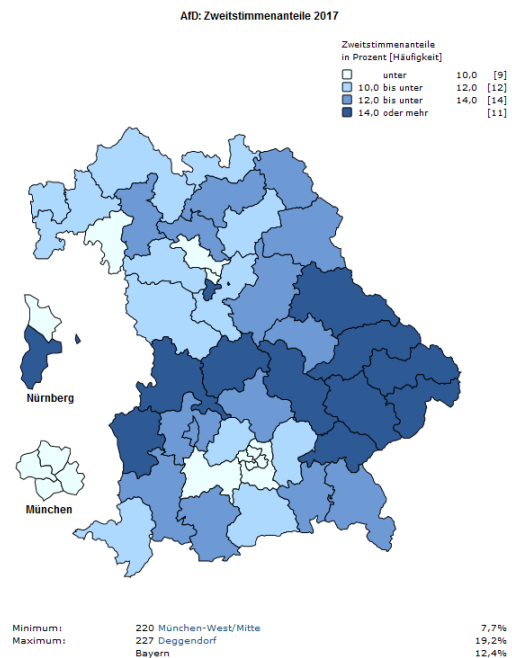 AfD: Zweitstimmenanteile 2017
Zweitstimmenanteile
in Prozent [Häufigkeit]
unter 10,0 [9]
10,0 bis unter 12,0 [12]
12,0 bis unter 14,0 [14]
14,0 oder mehr [11]
Nürnberg
München
Minimum: 220 München-West/Mitte 7,7%
Maximum: 227 Deggendorf 19,2%
Bayern 12,4%